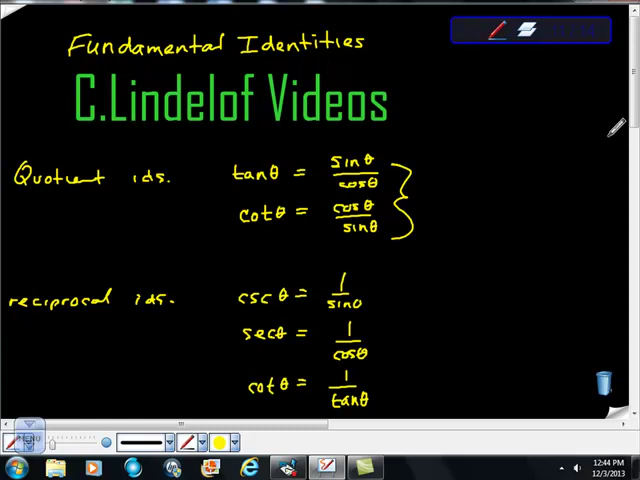 Fundamental Identities
C.Lindelof Videos
Quotient ids. tanθ = sinθ/cosθ
cotθ = cosθ/sinθ
reciprocal ids. cscθ = 1/sinθ
secθ = 1/cosθ
cotθ = 1/tanθ
MENU
12:44 PM
12/3/2013